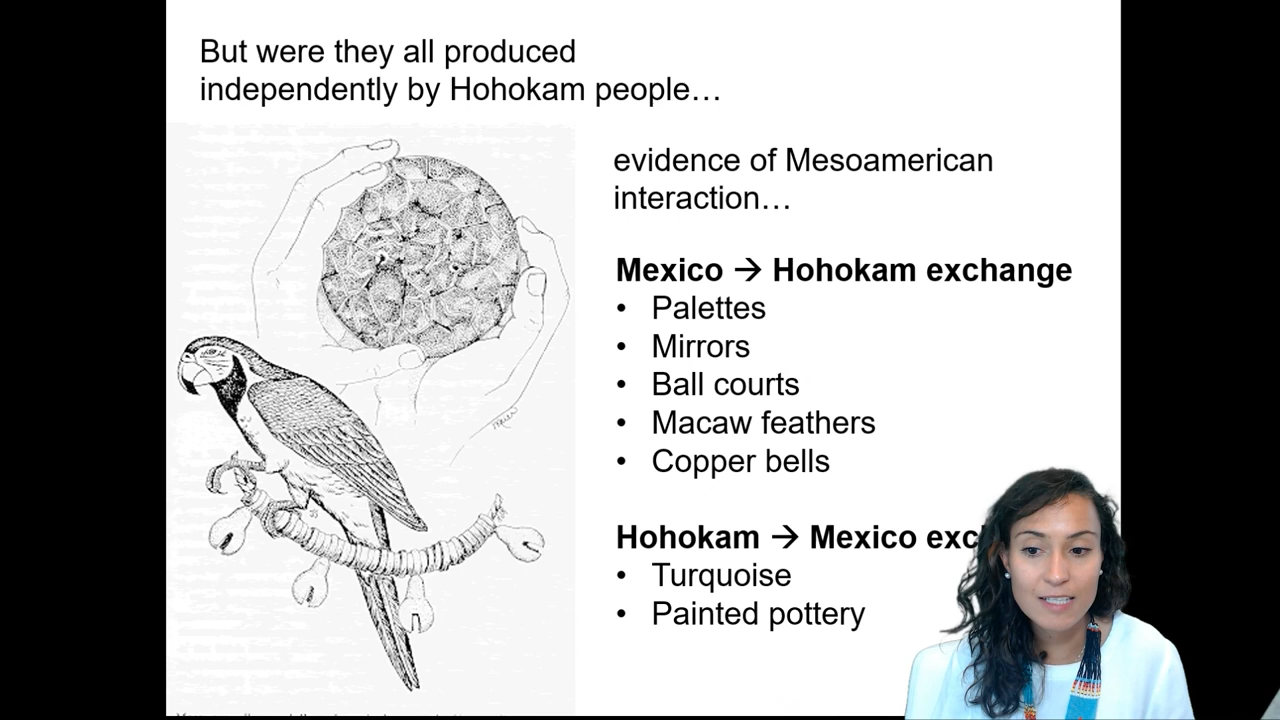 But were they all produced
independently by Hohokam people…
evidence of Mesoamerican
interaction…
Mexico → Hohokam exchange
• Palettes
• Mirrors
• Ball courts
• Macaw feathers
• Copper bells
Hohokam → Mexico exc
• Turquoise
• Painted pottery